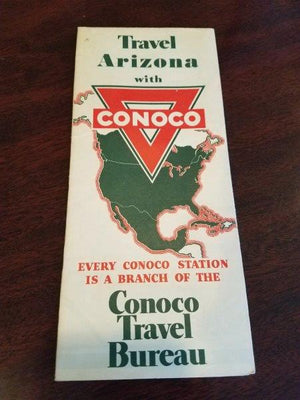 Travel
Arizona
with
CONOCO
EVERY CONOCO STATION
IS A BRANCH OF THE
Conoco
Travel
Bureau